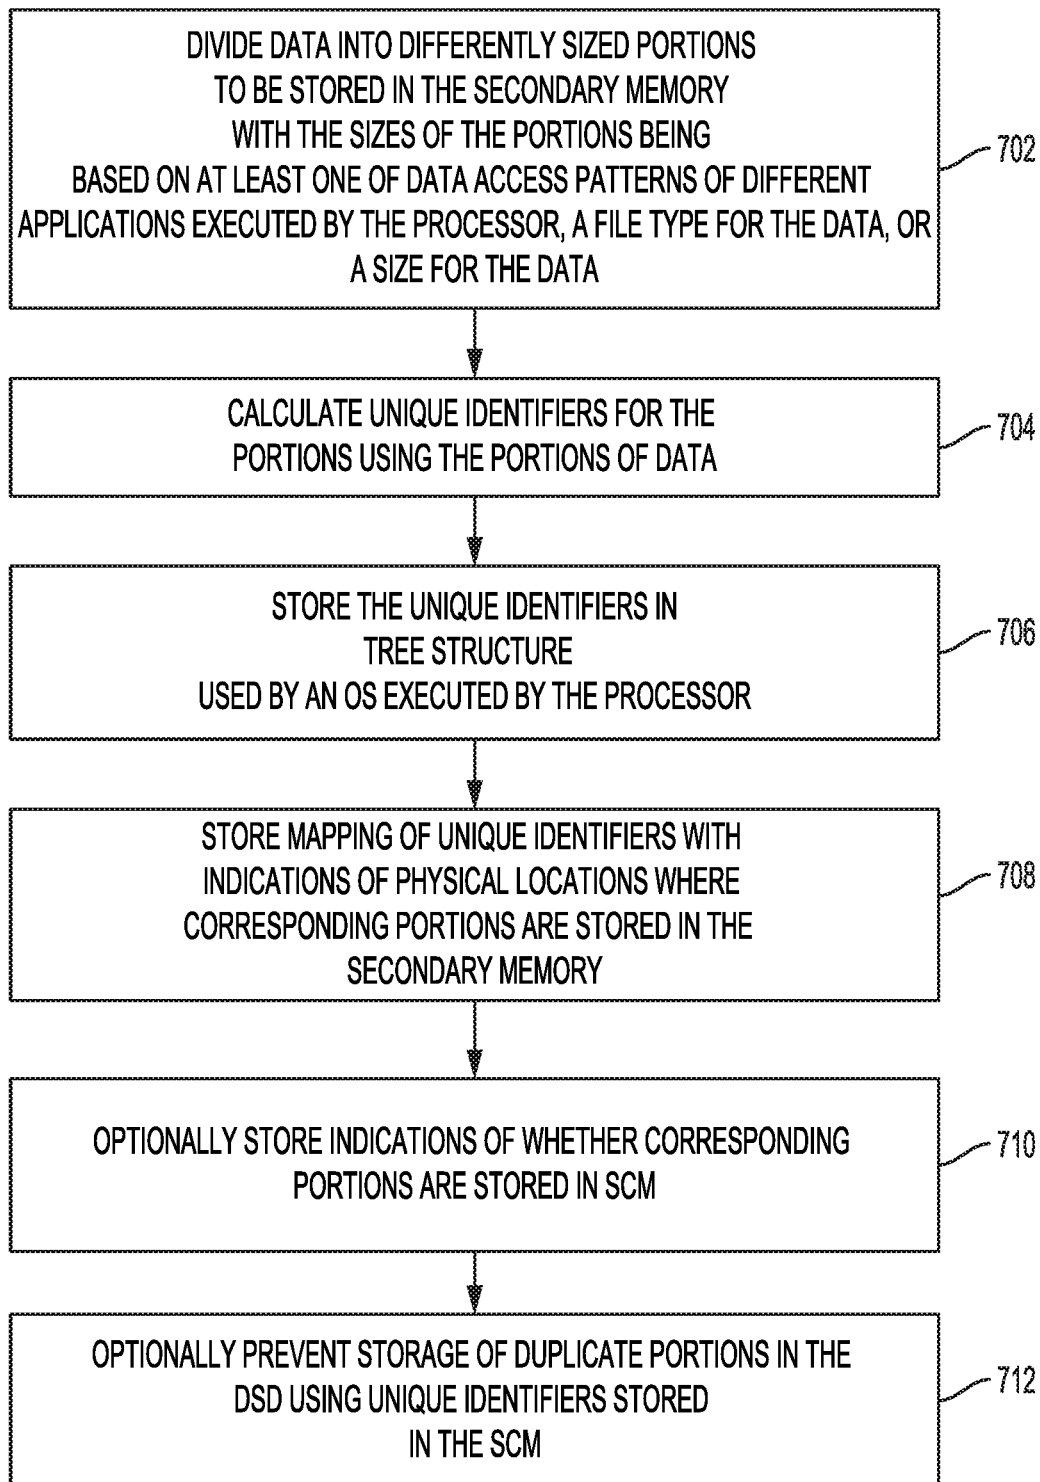 DIVIDE DATA INTO DIFFERENTLY SIZED PORTIONS
TO BE STORED IN THE SECONDARY MEMORY
WITH THE SIZES OF THE PORTIONS BEING
BASED ON AT LEAST ONE OF DATA ACCESS PATTERNS OF DIFFERENT
APPLICATIONS EXECUTED BY THE PROCESSOR, A FILE TYPE FOR THE DATA, OR
A SIZE FOR THE DATA
702
CALCULATE UNIQUE IDENTIFIERS FOR THE
PORTIONS USING THE PORTIONS OF DATA
704
STORE THE UNIQUE IDENTIFIERS IN
TREE STRUCTURE
USED BY AN OS EXECUTED BY THE PROCESSOR
706
STORE MAPPING OF UNIQUE IDENTIFIERS WITH
INDICATIONS OF PHYSICAL LOCATIONS WHERE
CORRESPONDING PORTIONS ARE STORED IN THE
SECONDARY MEMORY
708
OPTIONALLY STORE INDICATIONS OF WHETHER CORRESPONDING
PORTIONS ARE STORED IN SCM
710
OPTIONALLY PREVENT STORAGE OF DUPLICATE PORTIONS IN THE
DSD USING UNIQUE IDENTIFIERS STORED
IN THE SCM
712